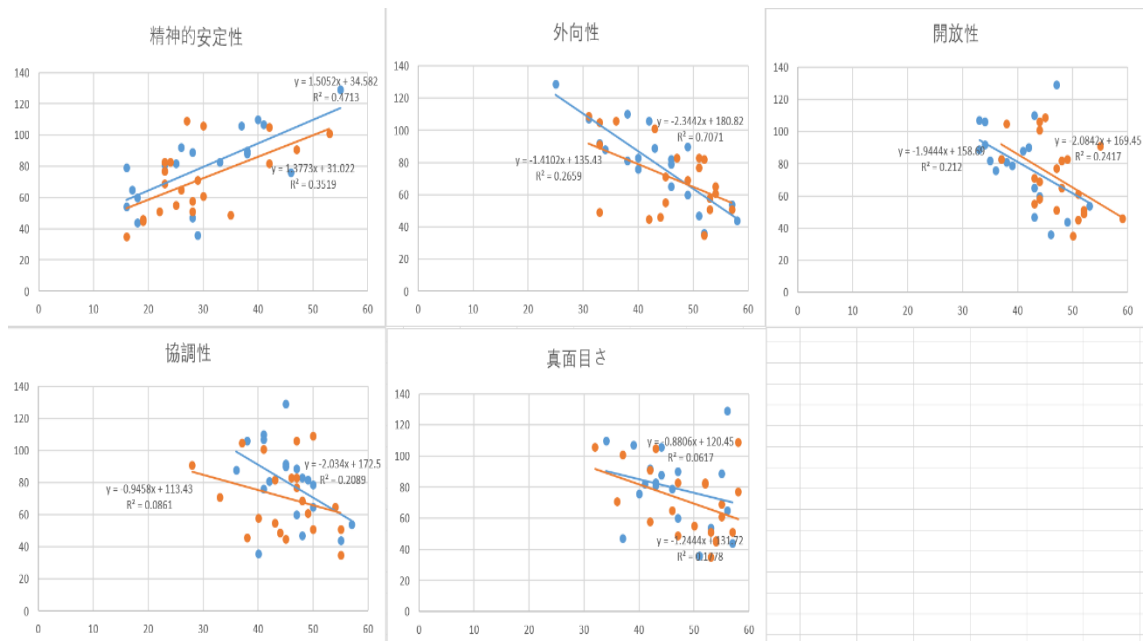 精神的安定性
140
120
100
80
60
40
20
0
0 10 20 30 40 50 60
y = 1.5052x + 34.582
R² = 0.4713
y = 1.3773x + 31.022
R² = 0.3519
外向性
140
120
100
80
60
40
20
0
0 10 20 30 40 50 60
y = -2.3442x + 180.82
R² = 0.7071
y = -1.4102x + 135.43
R² = 0.2659
開放性
140
120
100
80
60
40
20
0
0 10 20 30 40 50 60
y = -2.0842x + 169.45
R² = 0.2417
R² = 0.212
協調性
140
120
100
80
60
40
20
0
0 10 20 30 40 50 60
y = -2.034x + 172.5
R² = 0.2089
y = -0.9458x + 113.43
R² = 0.0861
真面目さ
140
120
100
80
60
40
20
0
0 10 20 30 40 50 60
y = -0.8806x + 120.45
R² = 0.0617
y = -1.2444x + 131.72